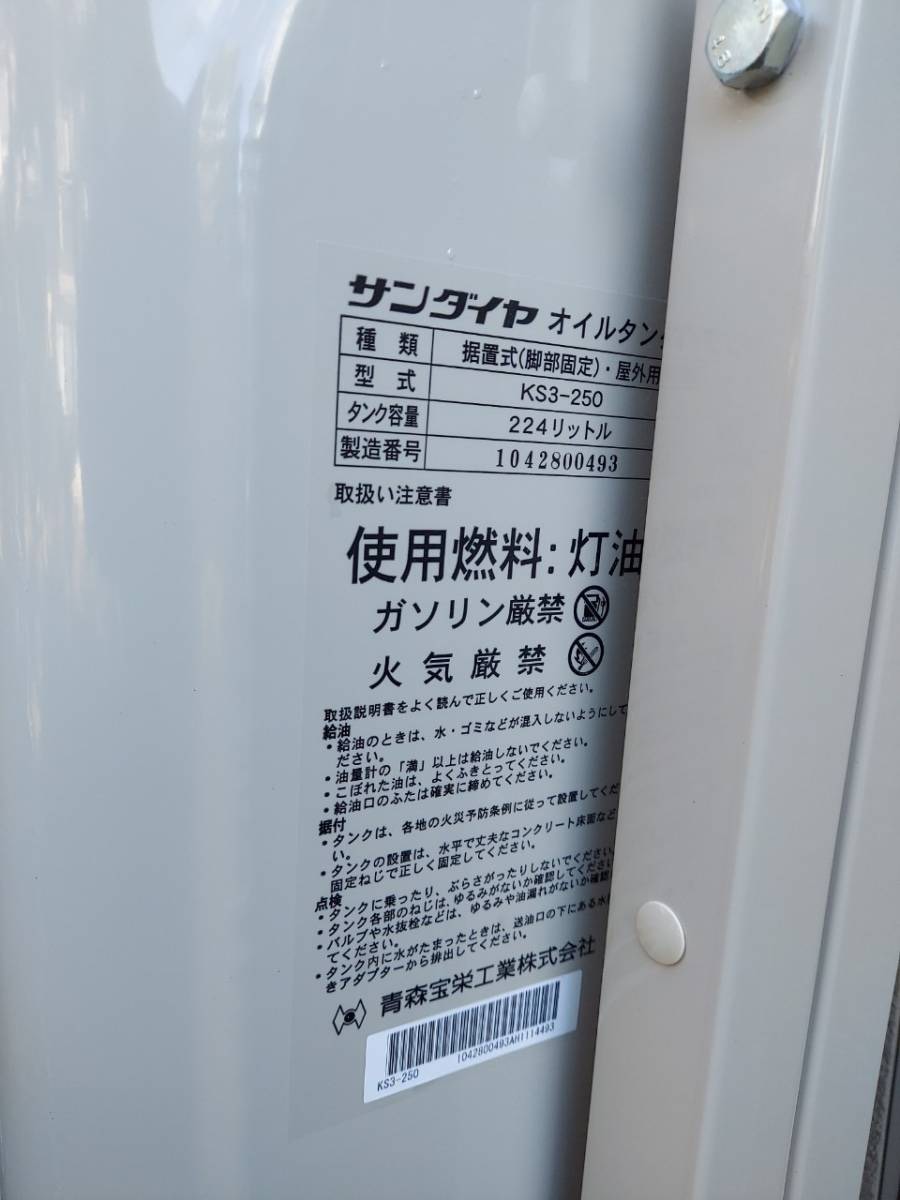 サンダイヤ オイルタン
種類 据置式(脚部固定)・屋外用
型式 KS3-250
タンク容量 224リットル
製造番号 1042800493
取扱い注意書
使用燃料:灯油
ガソリン厳禁
火気厳禁
取扱説明書をよく読んで正しくご使用ください。
給油
・給油のときは、水・ゴミなどが混入しないようにして
ださい。
・油量計の「満」以上は給油しないでください。
・こぼれた油は、よくふきとってください。
・給油口のふたは確実に締めてください。
据付
・タンクは、各地の火災予防条例に従って設置してくだ
い。
・タンクの設置は、水平で丈夫なコンクリート床面など
固定ねじで正しく固定してください。
点検
・タンクに乗ったり、ぶらさがったりしないでください。
・タンク各部のねじは、ゆるみがないか確認してください
・バルブや水抜栓などは、ゆるみや油漏れがないか確認
てください。
・タンク内に水がたまったときは、送油口の下にある水
きアダプターから排出してください。
青森宝栄工業株式会社
1042800493AH1114493
KS3-250